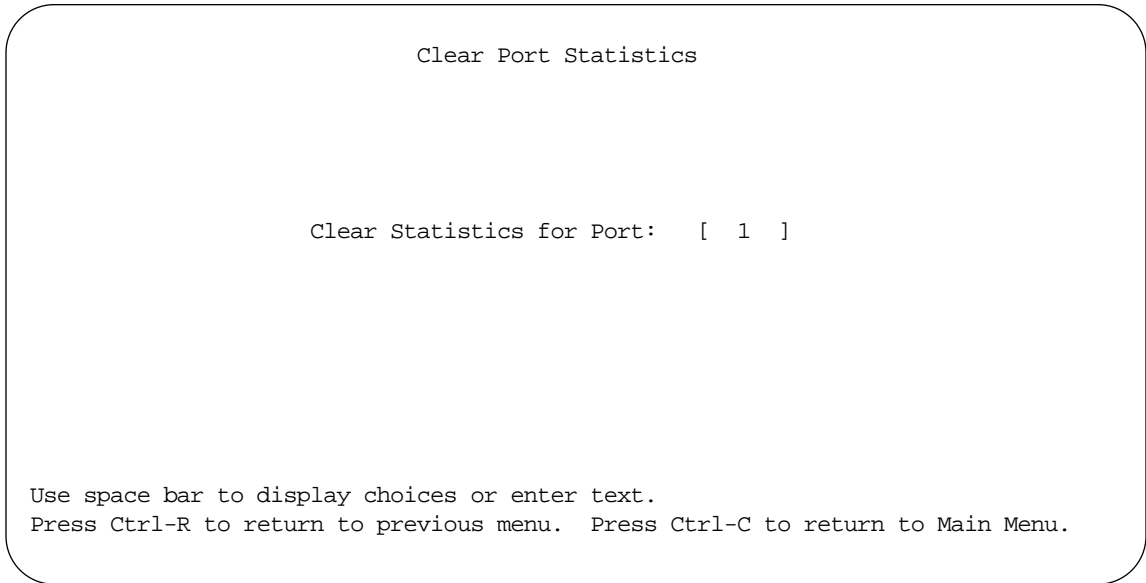 Clear Port Statistics
Clear Statistics for Port: [ 1 ]
Use space bar to display choices or enter text.
Press Ctrl-R to return to previous menu. Press Ctrl-C to return to Main Menu.